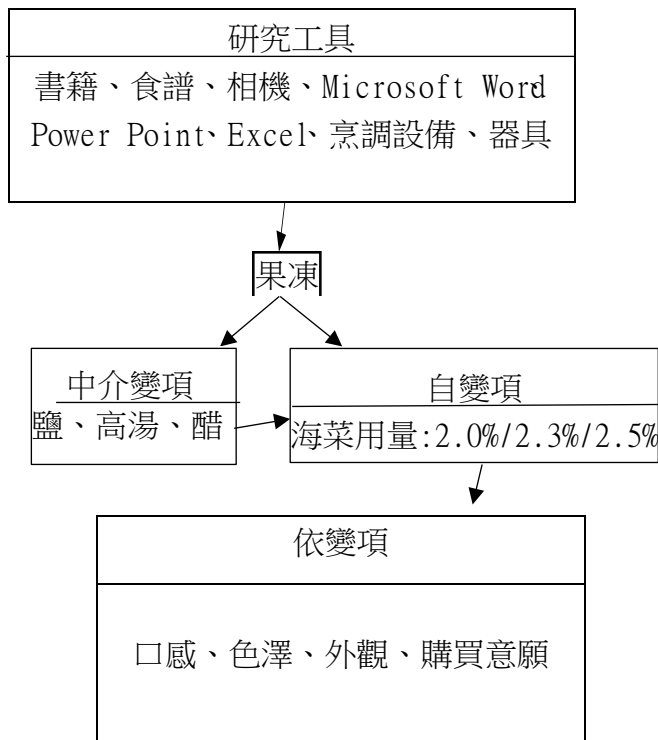 研究工具
書籍、食譜、相機、Microsoft Word、
Power Point、Excel、烹調設備、器具
果凍
中介變項
鹽、高湯、醋
自變項
海菜用量:2.0%/2.3%/2.5%
依變項
口感、色澤、外觀、購買意願